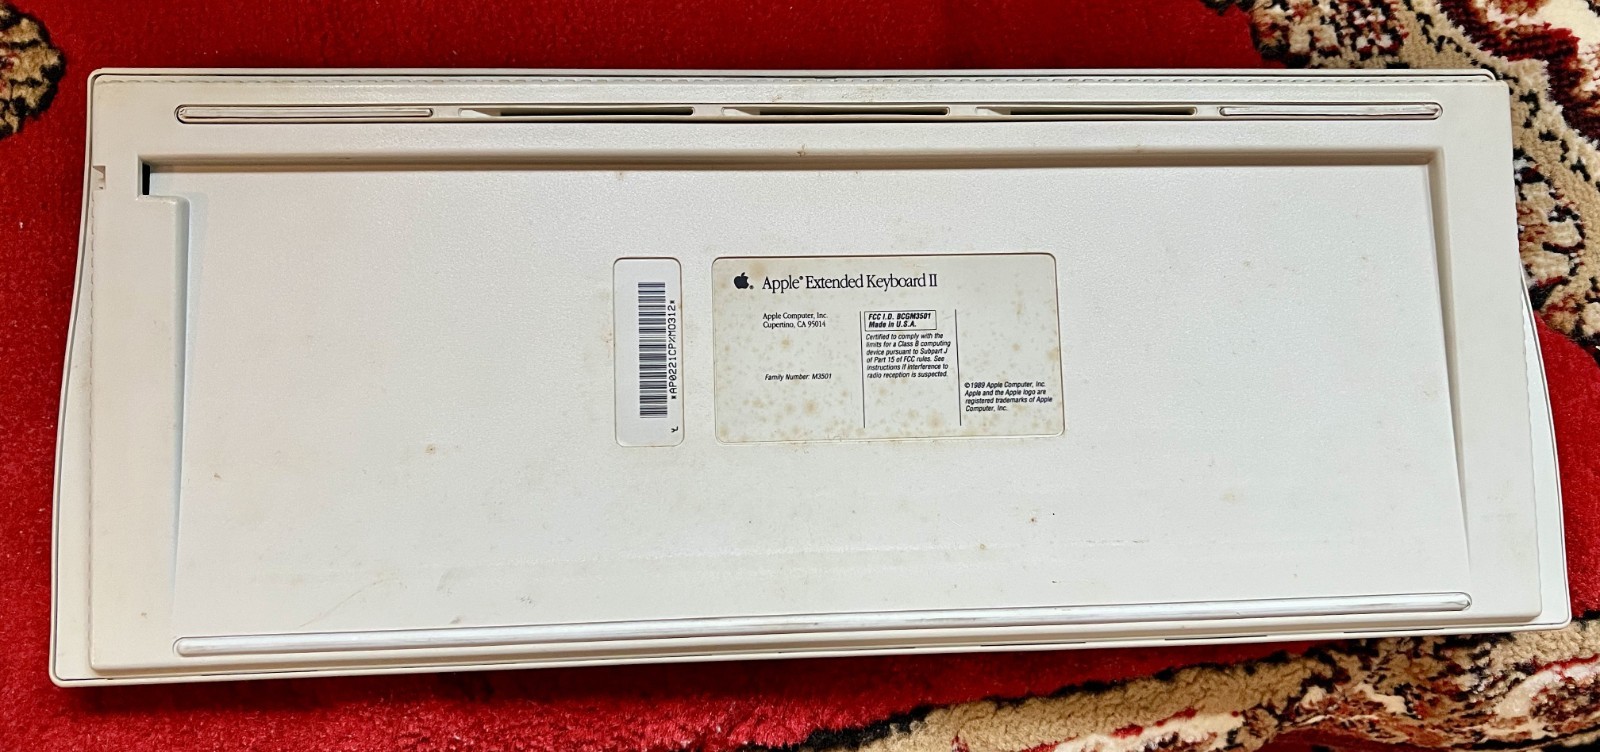 *AP0221CP%M0312*
Apple® Extended Keyboard II
Apple Computer, Inc.
Cupertino, CA 95014
Family Number: M3501
FCC I.D. BCGM3501
Made in U.S.A.
Certified to comply with the
limits for a Class B computing
device pursuant to Subpart J
of Part 15 of FCC rules. See
instructions if interference to
radio reception is suspected.
©1989 Apple Computer, Inc.
Apple and the Apple logo are
registered trademarks of Apple
Computer, Inc.